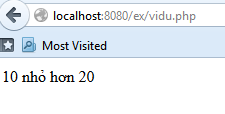 localhost:8080/ex/vidu.php
Most Visited
10 nhỏ hơn 20